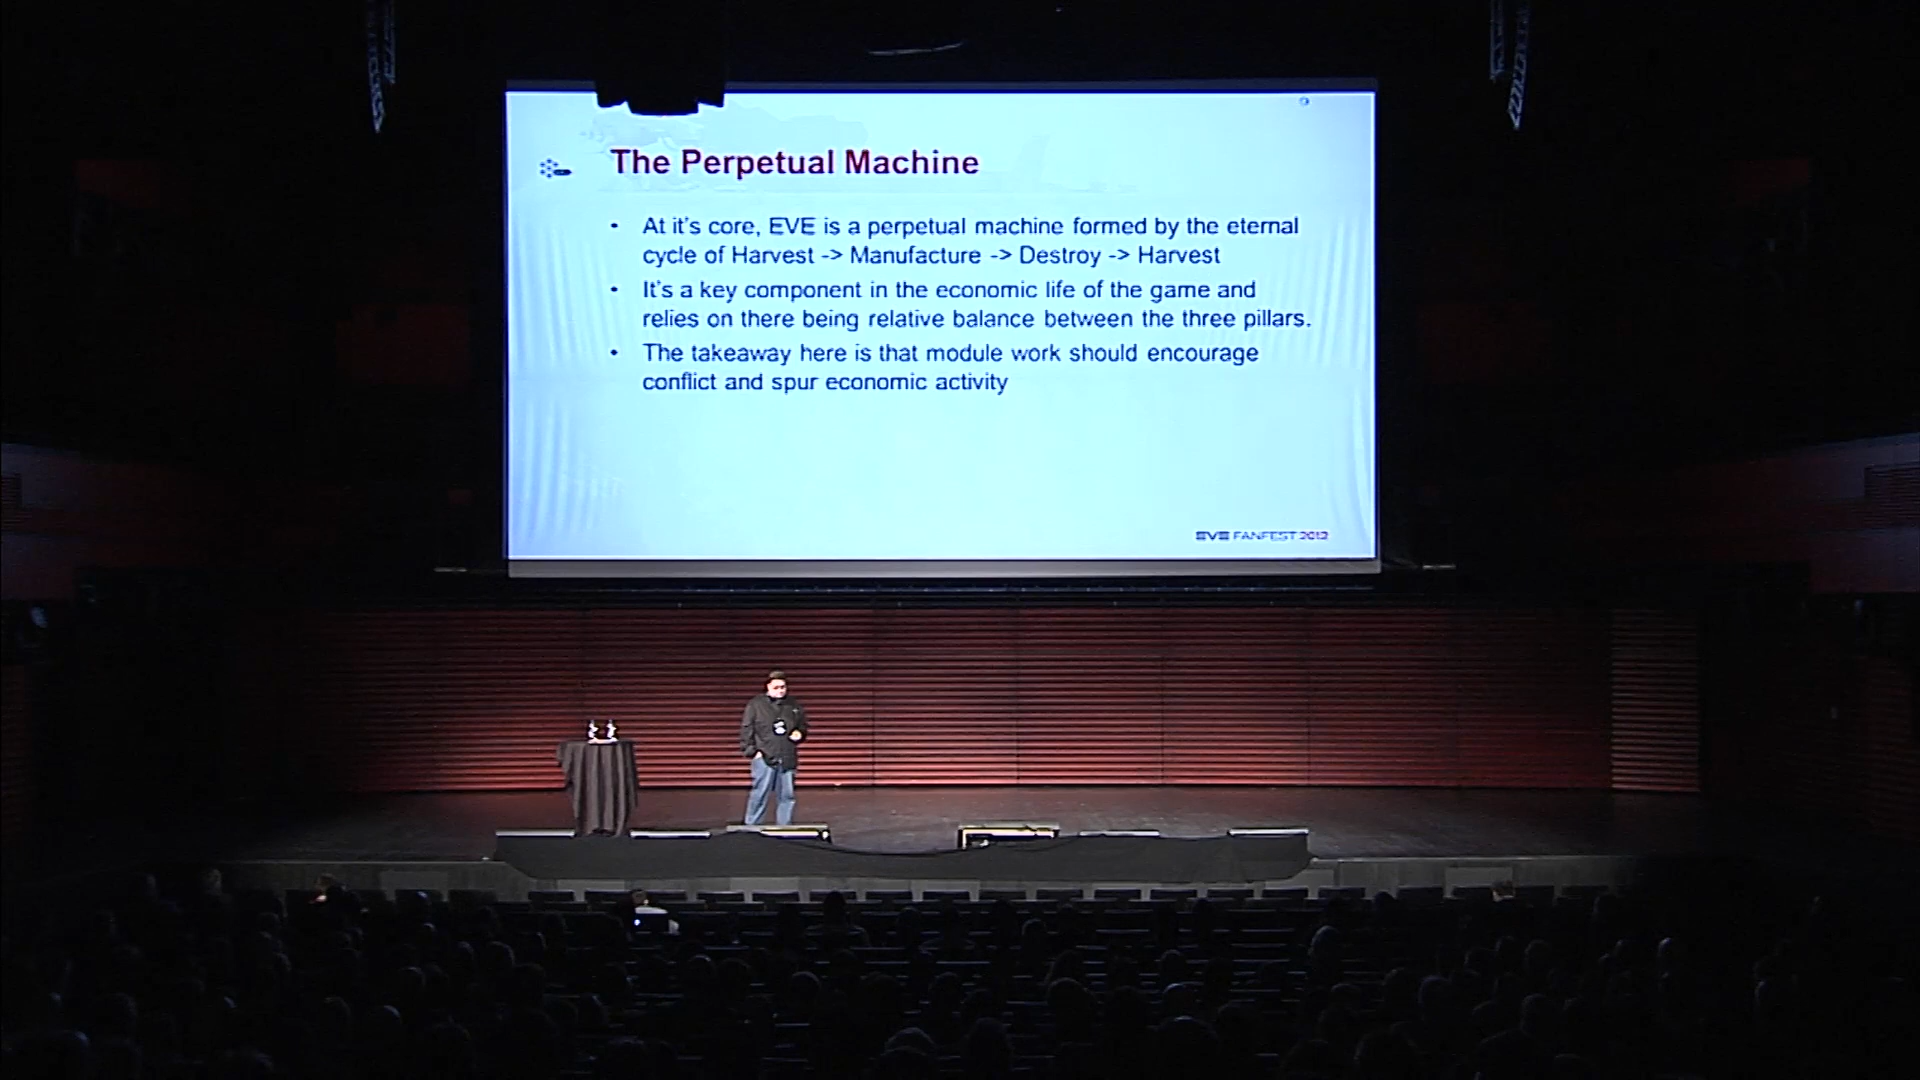 The Perpetual Machine
• At it's core, EVE is a perpetual machine formed by the eternal
cycle of Harvest -> Manufacture -> Destroy -> Harvest
• It's a key component in the economic life of the game and
relies on there being relative balance between the three pillars.
• The takeaway here is that module work should encourage
conflict and spur economic activity
EVE FANFEST 2012